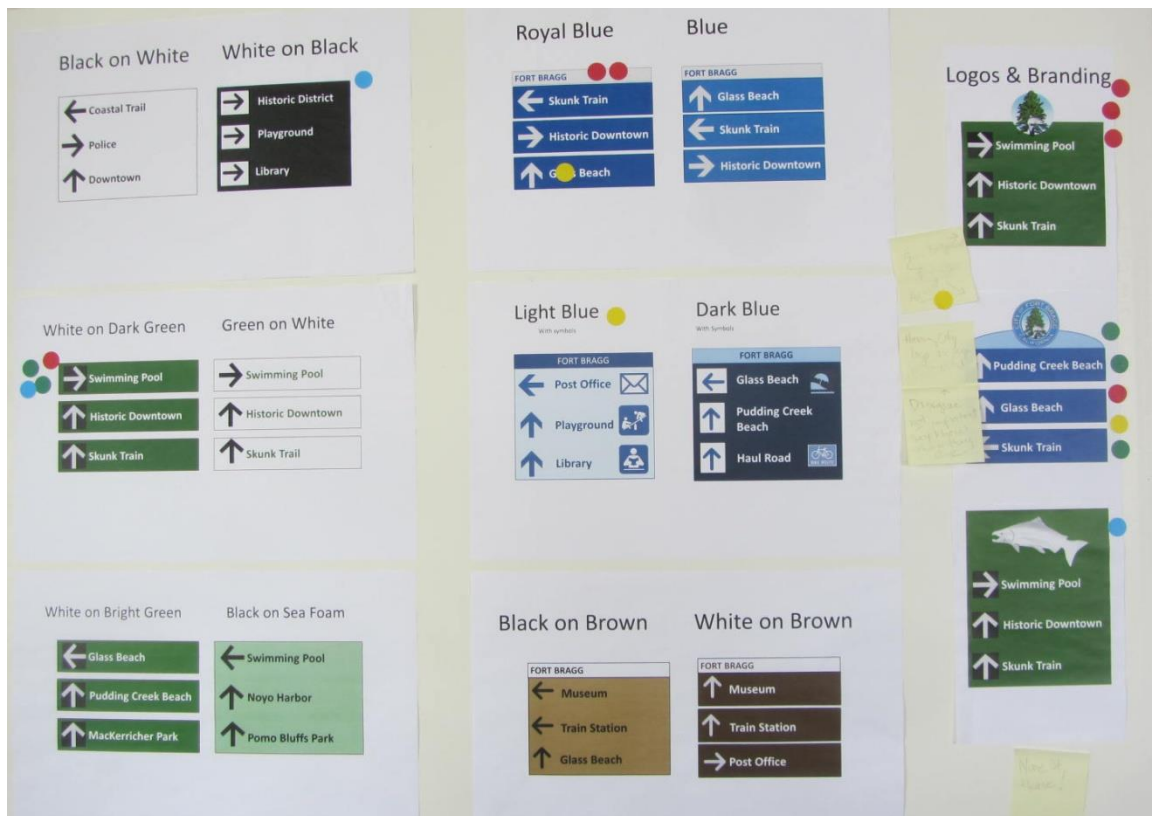 Black on White
White on Black
Coastal Trail
Police
Downtown
Historic District
Playground
Library
Royal Blue
Blue
FORT BRAGG
Skunk Train
Historic Downtown
Beach
FORT BRAGG
Glass Beach
Skunk Train
Historic Downtown
Logos & Branding
Swimming Pool
Historic Downtown
Skunk Train
White on Dark Green
Green on White
Swimming Pool
Historic Downtown
Skunk Train
Swimming Pool
Historic Downtown
Skunk Trail
Light Blue
With symbols
Dark Blue
With Symbols
FORT BRAGG
Post Office
Playground
Library
FORT BRAGG
Glass Beach
Pudding Creek
Beach
Haul Road
Pudding Creek Beach
Glass Beach
Skunk Train
Swimming Pool
Historic Downtown
Skunk Train
White on Bright Green
Black on Sea Foam
Glass Beach
Pudding Creek Beach
MacKerricher Park
Swimming Pool
Noyo Harbor
Pomo Bluffs Park
Black on Brown
White on Brown
FORT BRAGG
Museum
Train Station
Glass Beach
FORT BRAGG
Museum
Train Station
Post Office